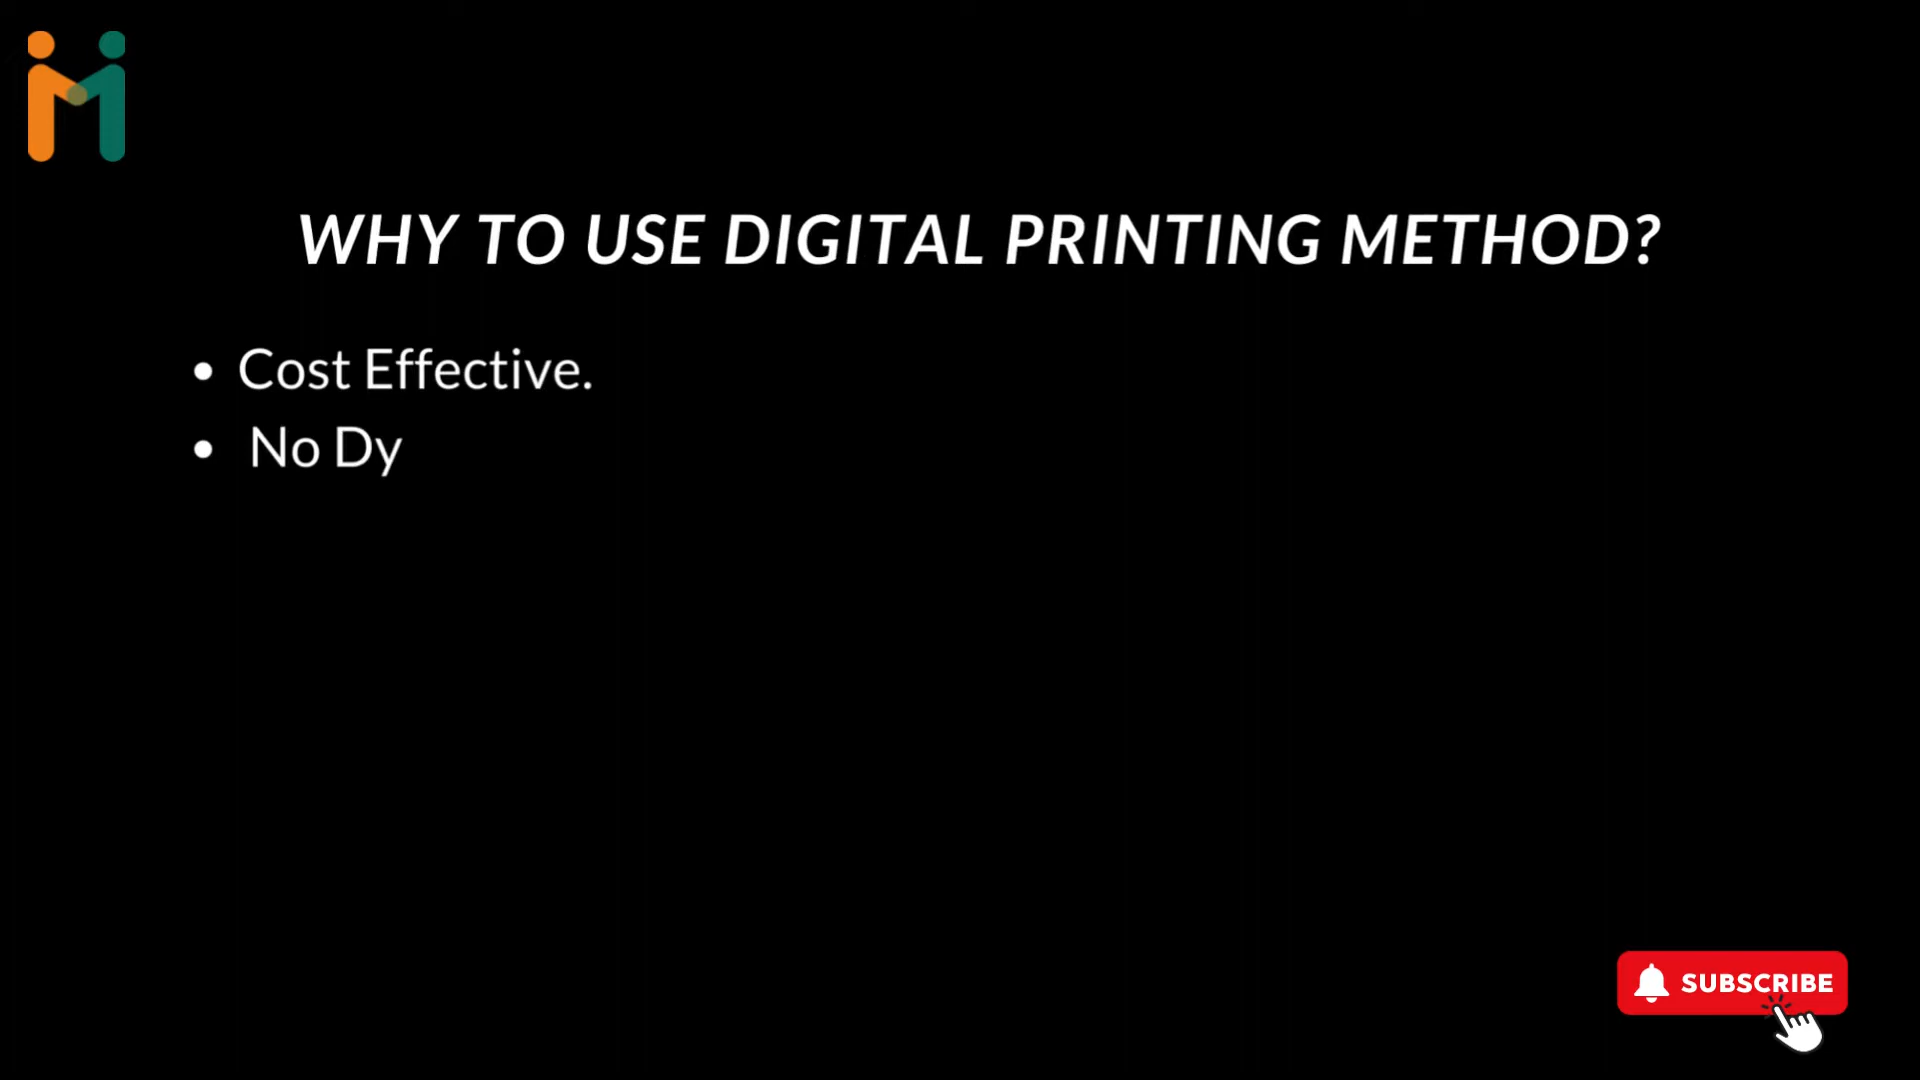 WHY TO USE DIGITAL PRINTING METHOD?
• Cost Effective.
• No Dy
SUBSCRIBE